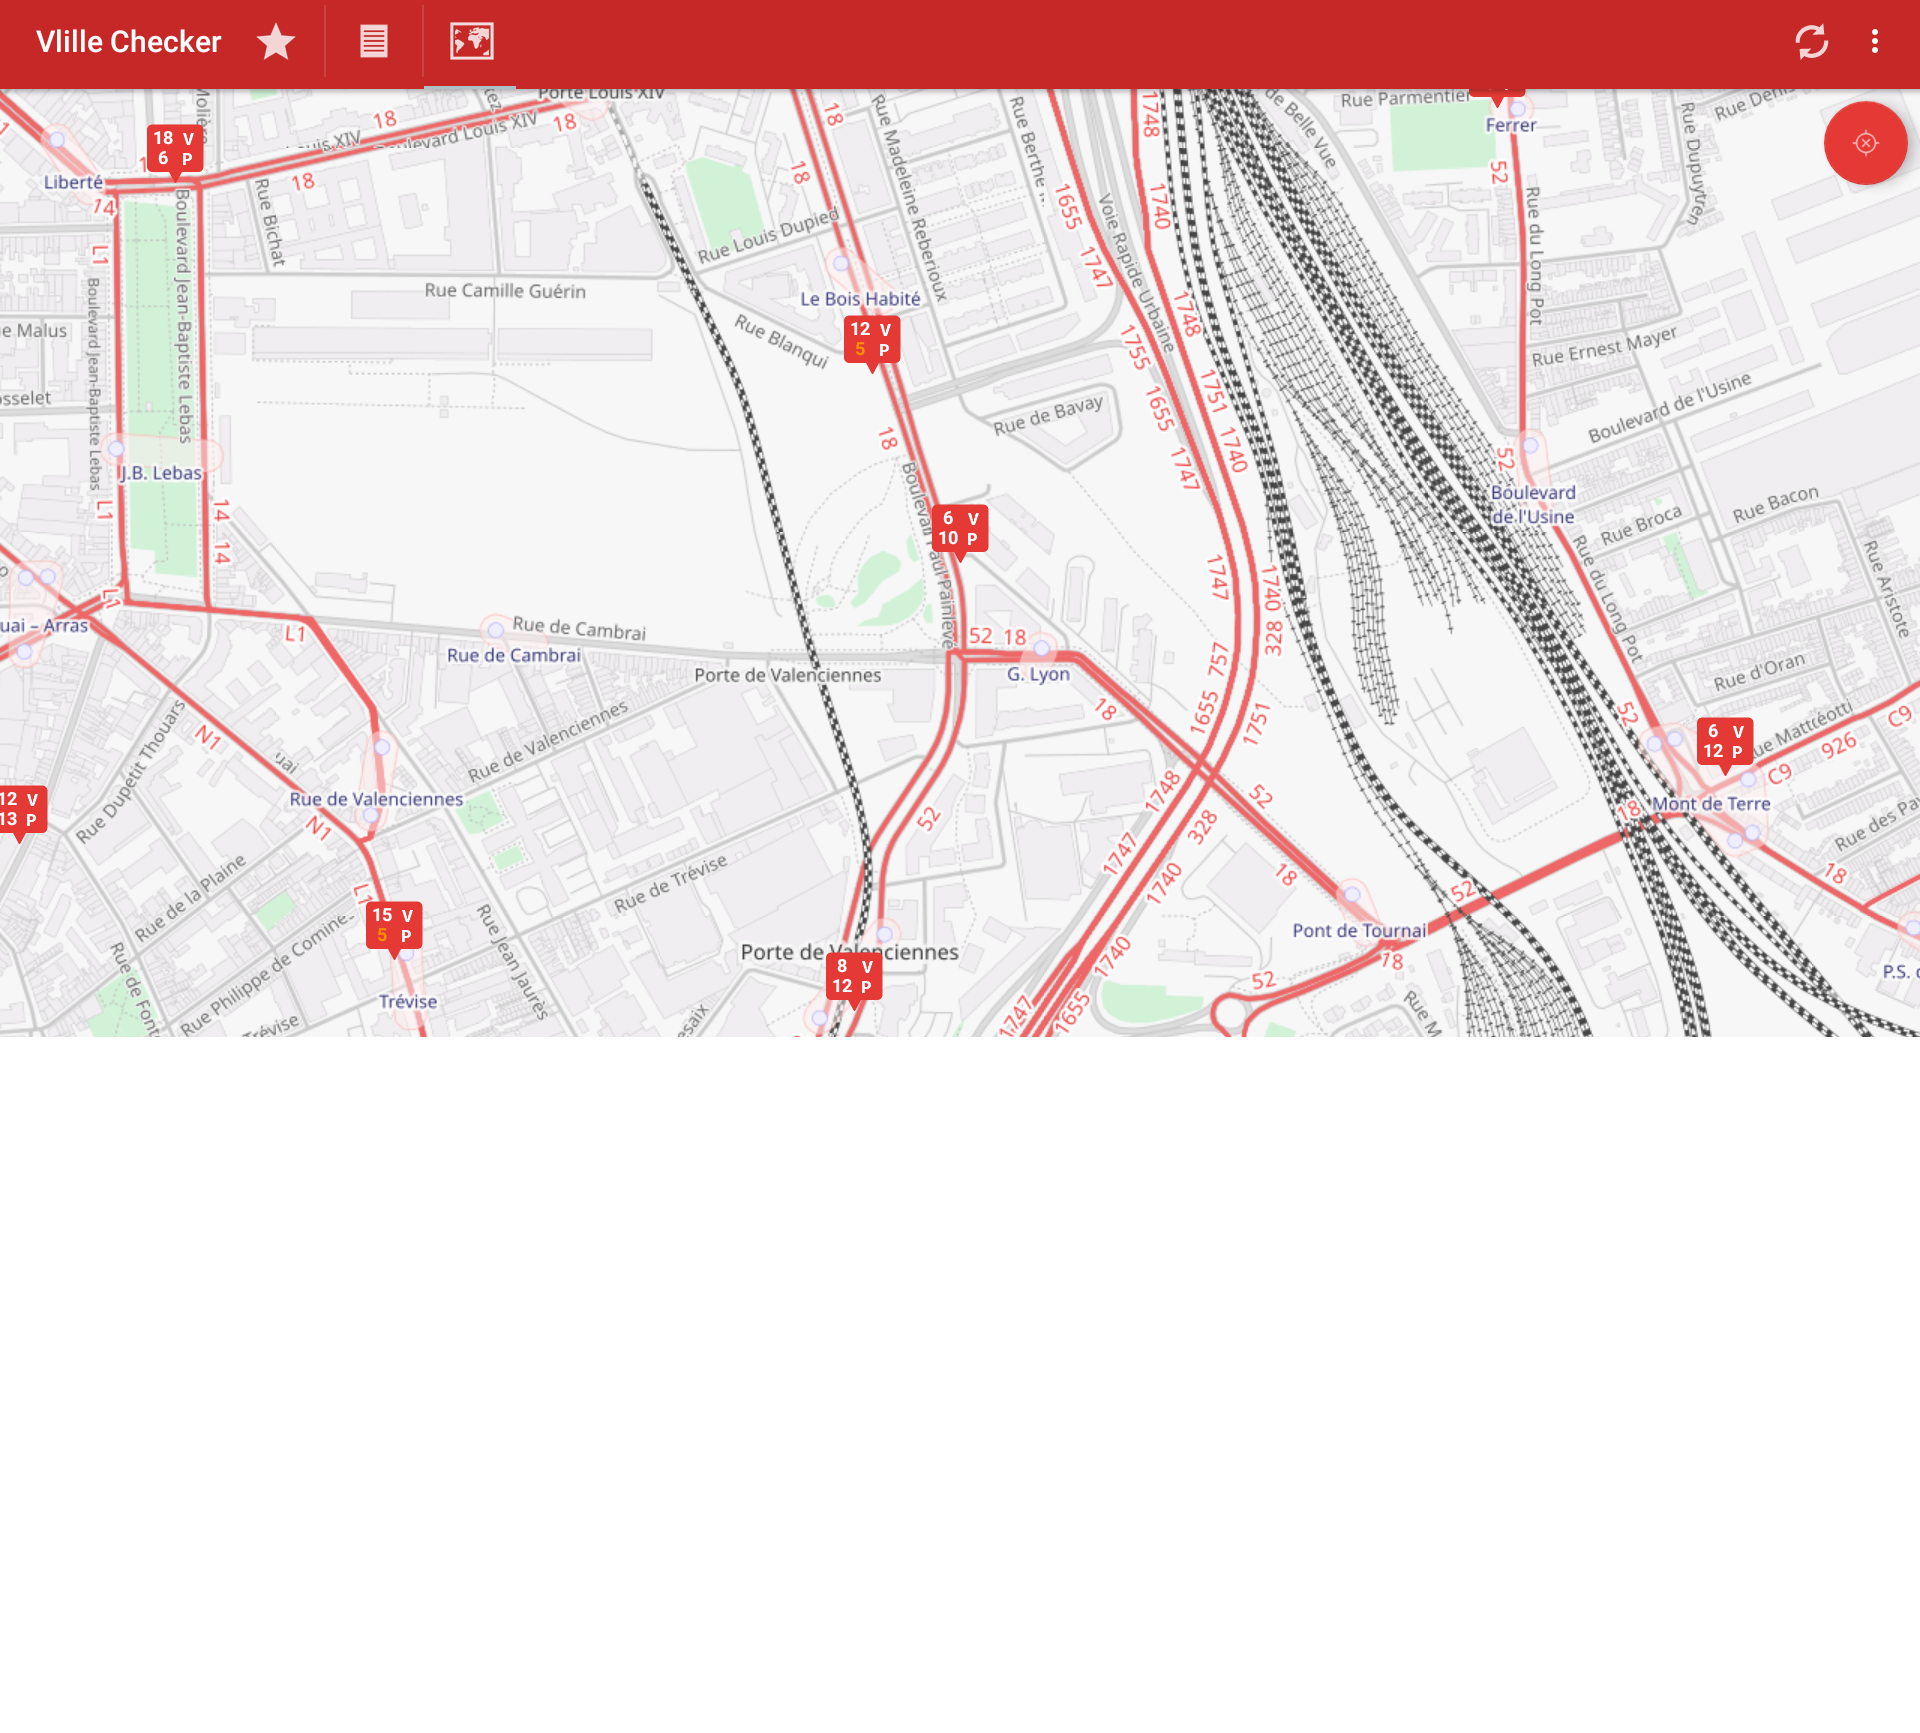 Vlille Checker
Porte Louis XIV
Rue Parmentier
Ferrer
Rue Denis
Rue Dupuytren
de Belle Vue
1748
18
Rue Madeleine Reberioux
Rue Berthe
18 V
6 P
Liberté
14
18
Boulevard Louis XIV
18
18
18
52
Rue Bichat
Rue Louis Dupied
1655
1740
Voie Rapide Urbaine
Rue du Long Pot
L1
Boulevard Jean-Baptiste Lebas
Boulevard Jean-Baptiste Lebas
1747
Rue Camille Guérin
Le Bois Habité
12 V
5 P
Rue Blanqui
1748
1755
Rue Ernest Mayer
Boulevard de l'Usine
1655
1751
Rue de Bavay
18
1740
1747
52
J.B. Lebas
Boulevard
de l'Usine
Rue Bacon
Rue Broca
L1
14
14
Boulevard Paul Painlevé
6 V
10 P
1747
1740
328
Rue du Long Pot
Rue Aristote
L1
uai – Arras
L1
Rue de Cambrai
Rue de Cambrai
Porte de Valenciennes
52
18
G. Lyon
757
Rue d'Oran
18
1655
1751
52
N1
Rue de Valenciennes
Rue Dupetit Thouars
6 V
12 P
Rue Mattéotti
926
C9
C9
Mont de Terre
18
12 V
13 P
Rue de Valenciennes
N1
52
1748
52
328
1747
1740
18
Rue des Pa
18
Rue de la Plaine
L1
Rue de Trévise
15 V
5 P
Rue Philippe de Comine
Rue Jean Jaurès
52
Pont de Tournai
18
Porte de Valenciennes
8 V
12 P
Trévise
1740
52
P.S.
Rue de Font
Trévise
esaix
1747
1655
Rue M